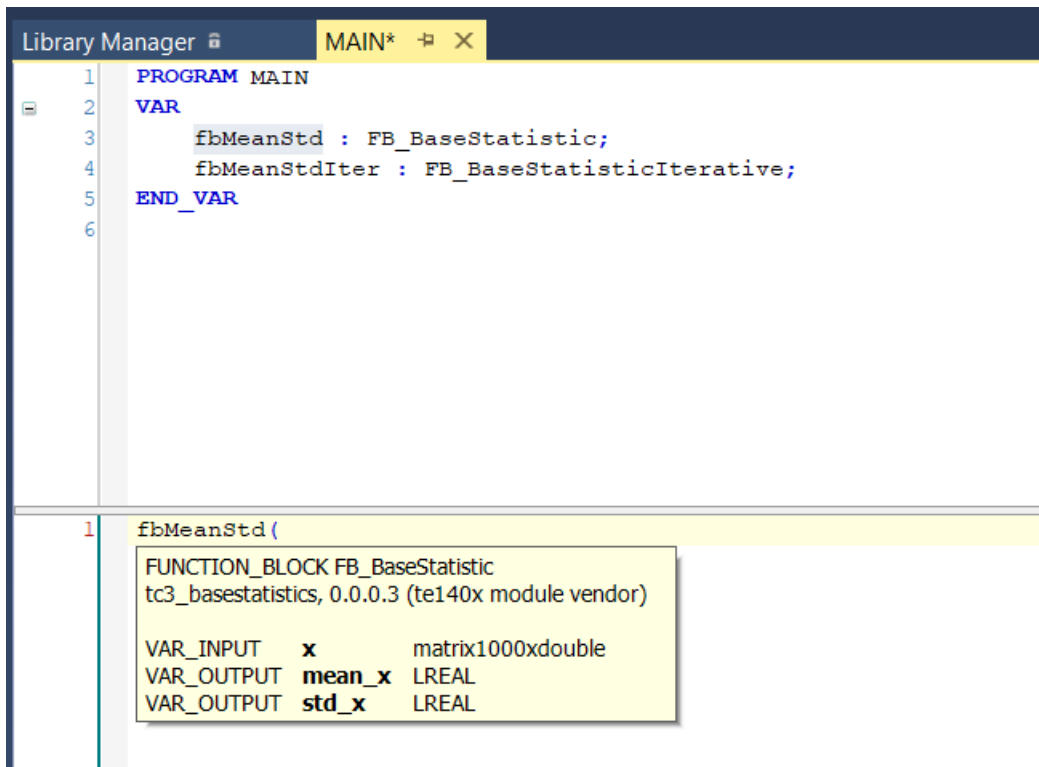 Library Manager MAIN*
1 PROGRAM MAIN
2 VAR
3 fbMeanStd : FB_BaseStatistic;
4 fbMeanStdIter : FB_BaseStatisticIterative;
5 END_VAR
6
1 fbMeanStd(
FUNCTION_BLOCK FB_BaseStatistic
tc3_basestatistics, 0.0.0.3 (te140x module vendor)
VAR_INPUT x matrix1000xdouble
VAR_OUTPUT mean_x LREAL
VAR_OUTPUT std_x LREAL